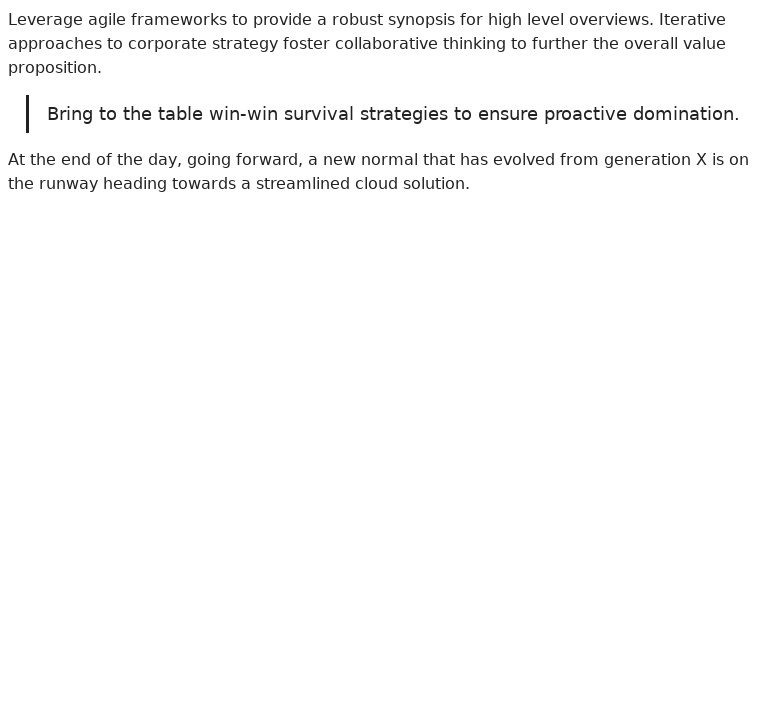 Leverage agile frameworks to provide a robust synopsis for high level overviews. Iterative
approaches to corporate strategy foster collaborative thinking to further the overall value
proposition.
Bring to the table win-win survival strategies to ensure proactive domination.
At the end of the day, going forward, a new normal that has evolved from generation X is on
the runway heading towards a streamlined cloud solution.